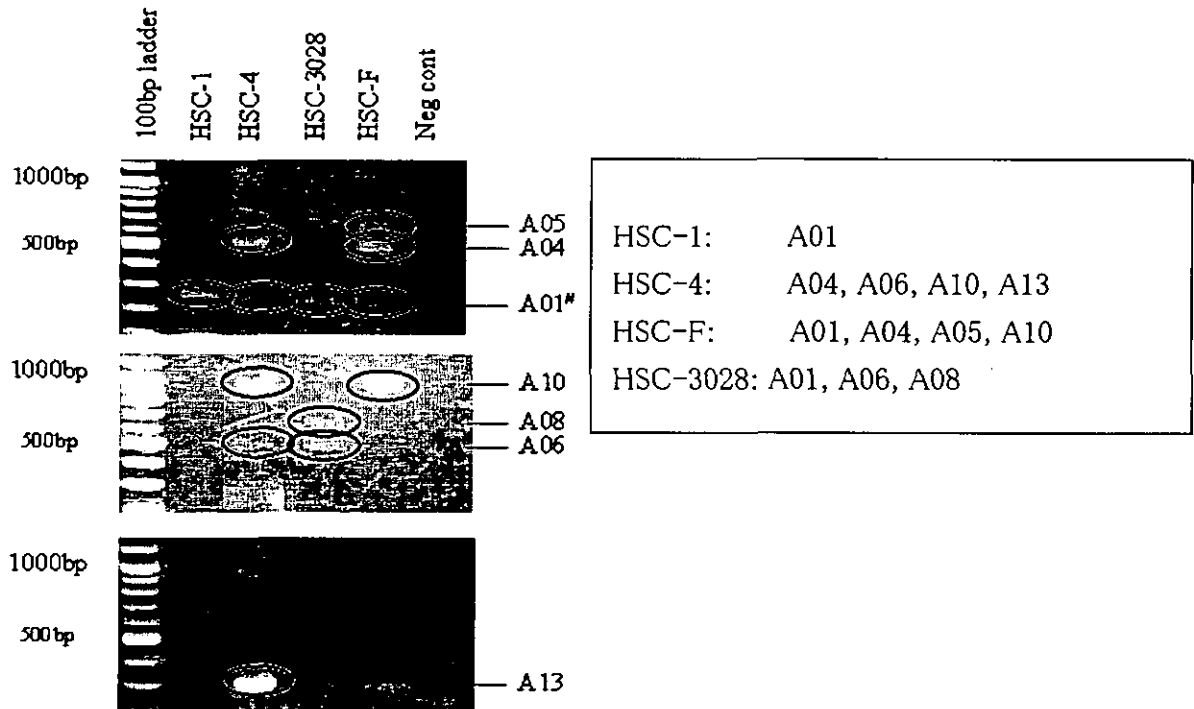 100bp ladder
HSC-1
HSC-4
HSC-3028
HSC-F
Neg cont
1000bp
500bp
A05
A04
A01#
1000bp
500bp
A10
A08
A06
1000bp
500bp
A13
HSC-1: A01
HSC-4: A04, A06, A10, A13
HSC-F: A01, A04, A05, A10
HSC-3028: A01, A06, A08